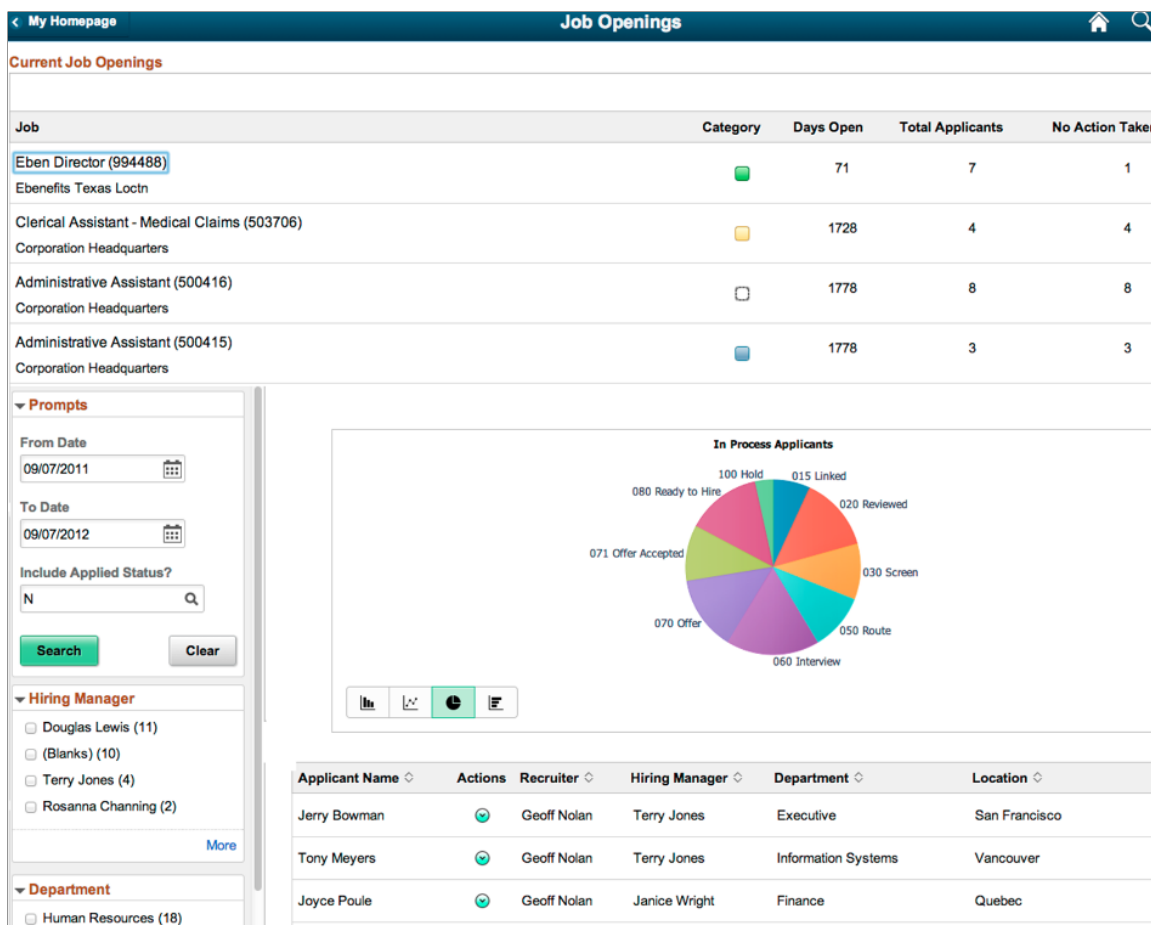 My Homepage
Job Openings
Current Job Openings
Job Category Days Open Total Applicants No Action Taken
Eben Director (994488) 71 7 1
Ebenefits Texas Loctn
Clerical Assistant - Medical Claims (503706) 1728 4 4
Corporation Headquarters
Administrative Assistant (500416) 1778 8 8
Corporation Headquarters
Administrative Assistant (500415) 1778 3 3
Corporation Headquarters
Prompts
From Date
09/07/2011
To Date
09/07/2012
Include Applied Status?
N
Search Clear
Hiring Manager
Douglas Lewis (11)
(Blanks) (10)
Terry Jones (4)
Rosanna Channing (2)
More
Department
Human Resources (18)
In Process Applicants
100 Hold
015 Linked
080 Ready to Hire
020 Reviewed
071 Offer Accepted
030 Screen
070 Offer
050 Route
060 Interview
Applicant Name Actions Recruiter Hiring Manager Department Location
Jerry Bowman Geoff Nolan Terry Jones Executive San Francisco
Tony Meyers Geoff Nolan Terry Jones Information Systems Vancouver
Joyce Poule Geoff Nolan Janice Wright Finance Quebec